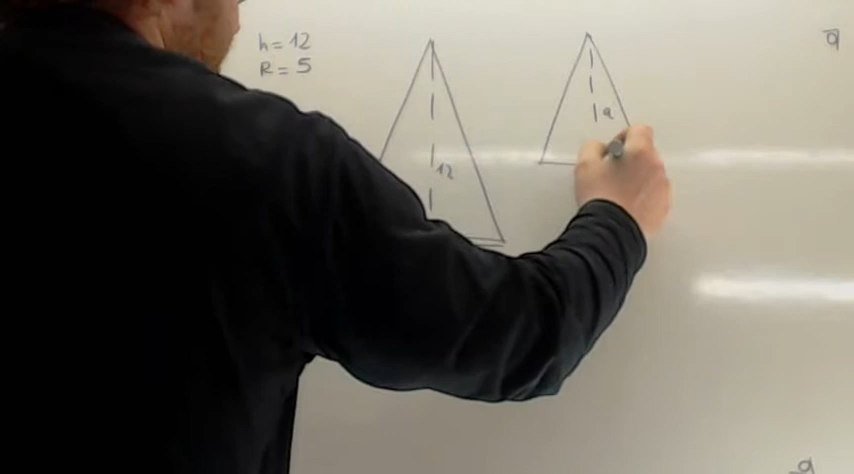 h = 12
R = 5
12
a